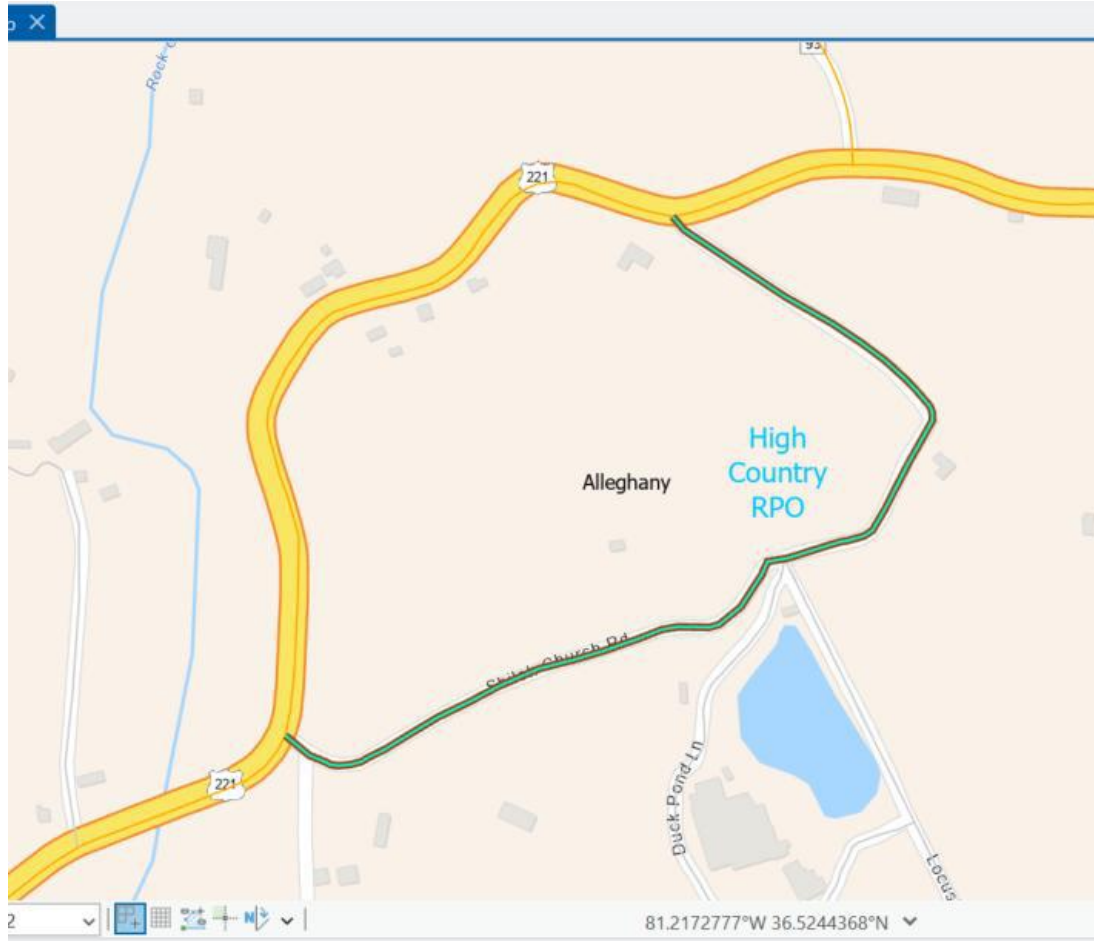 93
221
High
Country
RPO
Alleghany
Shiloh Church Rd
221
Duck Pond Ln
Locus
81.2172777°W 36.5244368°N